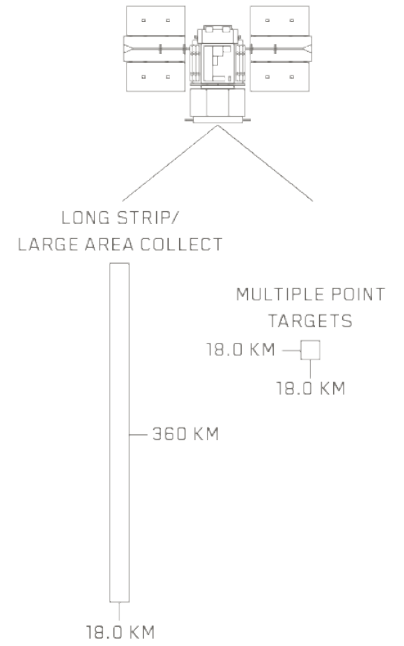 LONG STRIP/
LARGE AREA COLLECT
360 KM
18.0 KM
MULTIPLE POINT
TARGETS
18.0 KM
18.0 KM